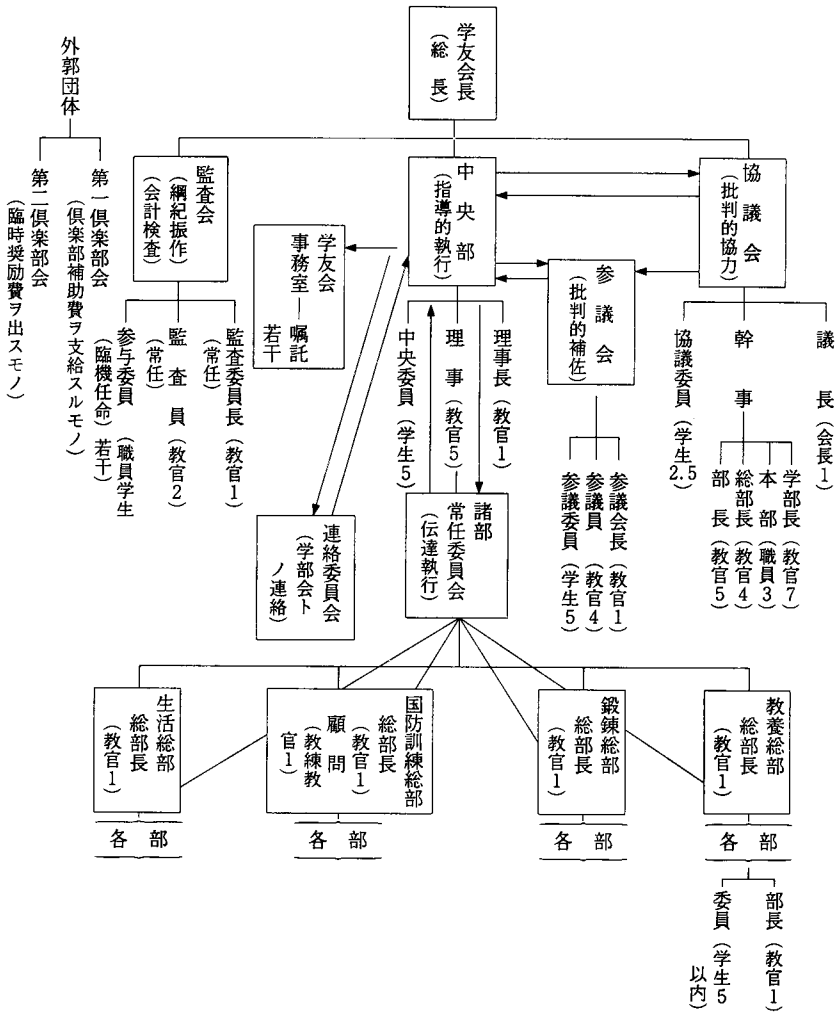 学友会長
(総長)
協議会
(批判的協力)
議長(会長1)
幹事
学部長(教官7)
本部(職員3)
総部長(教官4)
部長(教官5)
協議委員(学生2.5)
参議会
(批判的補佐)
参議会長(教官1)
参議員(教官4)
参議委員(学生5)
中央部
(指導的執行)
理事長(教官1)
理事(教官5)
中央委員(学生5)
学友会
事務室―嘱託
若干
監査会
(綱紀振作)
(会計検査)
監査委員長(教官1)
(常任)
監査員(教官2)
(常任)
参与委員(職員学生
(臨機任命)若干)
外郭団体
第一倶楽部会
(倶楽部補助費ヲ支給スルモノ)
第二倶楽部会
(臨時奨励費ヲ出スモノ)
諸部
常任委員会
(伝達執行)
連絡委員会
(学部会ト
ノ連絡)
教養総部
総部長
(教官1)
各部
部長(教官1)
委員(学生5
以内)
鍛錬総部
総部長
(教官1)
各部
国防訓練総部
総部長
(教官1)
顧問
(教練教
官1)
各部
生活総部
総部長
(教官1)
各部